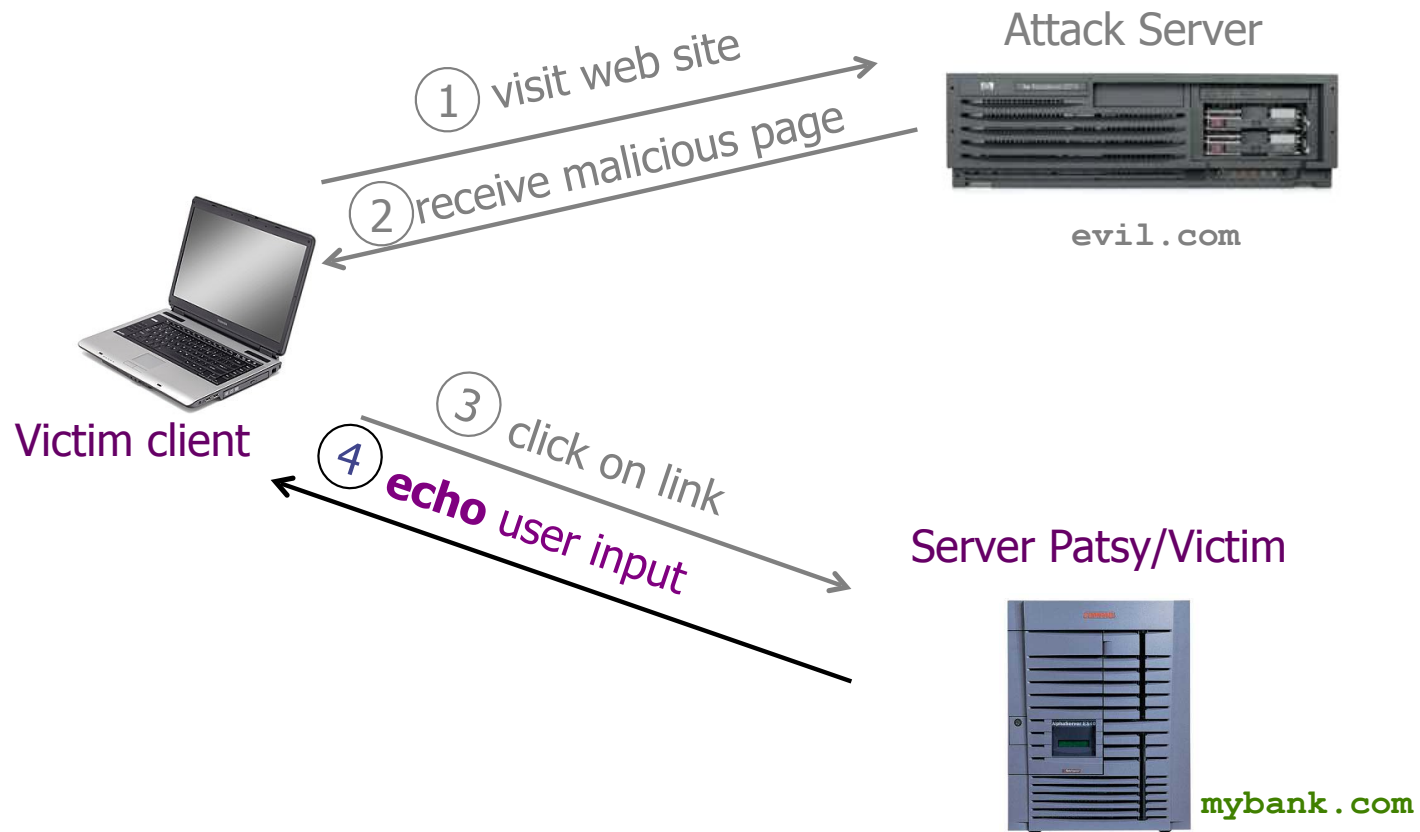 Attack Server
1 visit web site
2 receive malicious page
evil.com
Victim client
3 click on link
4 echo user input
Server Patsy/Victim
mybank.com